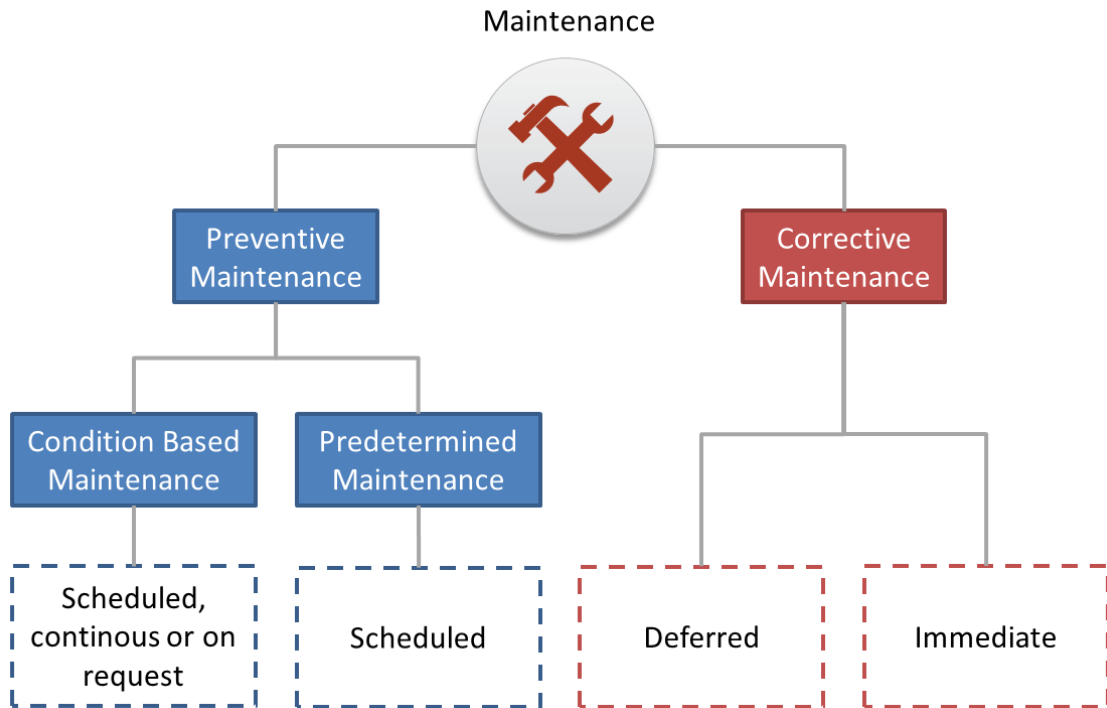 Maintenance
Preventive
Maintenance
Corrective
Maintenance
Condition Based
Maintenance
Predetermined
Maintenance
Scheduled,
continous or on
request
Scheduled
Deferred
Immediate